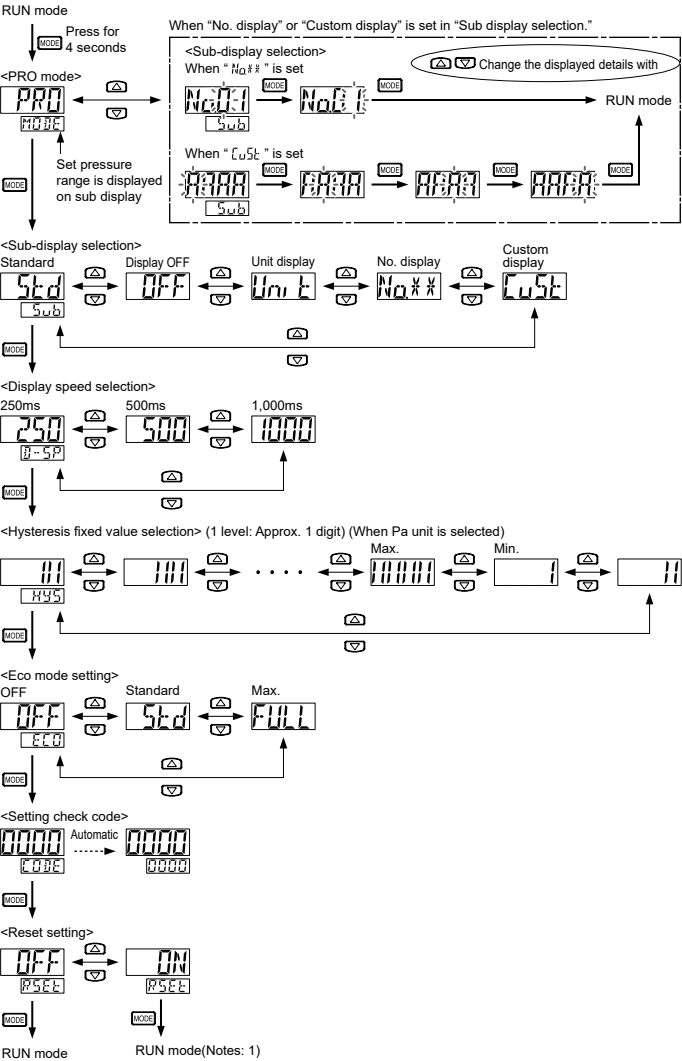 RUN mode
Press for
4 seconds
MODE
When “No. display” or “Custom display” is set in “Sub display selection.”
<Sub-display selection>
When “ No.** ” is set
Change the displayed details with
<PRO mode>
PRO
MODE
No.01
Sub
MODE
No.01
MODE
RUN mode
Set pressure
range is displayed
on sub display
MODE
When “ CuSt ” is set
AAAA
Sub
MODE
AAAA
MODE
AAAA
MODE
AAAA
MODE
<Sub-display selection>
Standard
Display OFF
Unit display
No. display
Custom
display
Std
Sub
OFF
Unit
No.**
CuSt
MODE
<Display speed selection>
250ms
500ms
1,000ms
250
D-SP
500
1000
MODE
<Hysteresis fixed value selection> (1 level: Approx. 1 digit) (When Pa unit is selected)
Max.
Min.
HYS
· · · ·
MODE
<Eco mode setting>
OFF
Standard
Max.
OFF
ECO
Std
FULL
MODE
<Setting check code>
0000
CODE
Automatic
0000
0000
MODE
<Reset setting>
OFF
RSEt
ON
RSEt
MODE
MODE
RUN mode
RUN mode(Notes: 1)